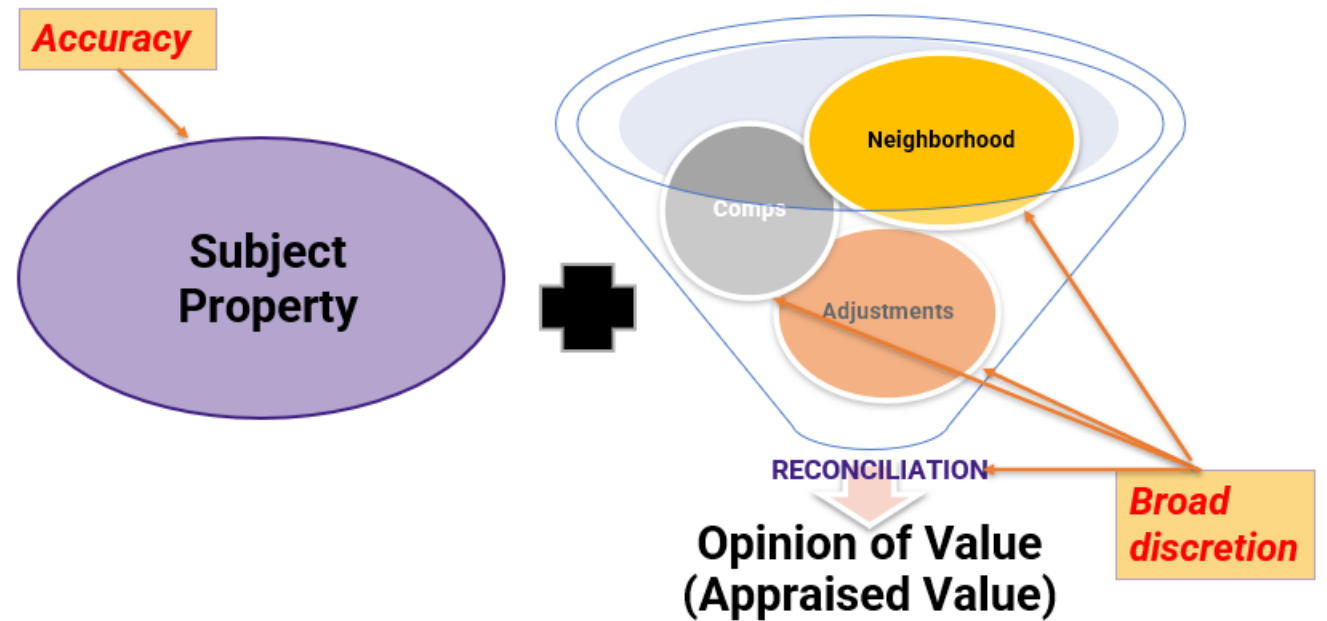 Accuracy
Subject
Property
Neighborhood
Comps
Adjustments
RECONCILIATION
Opinion of Value
(Appraised Value)
Broad
discretion